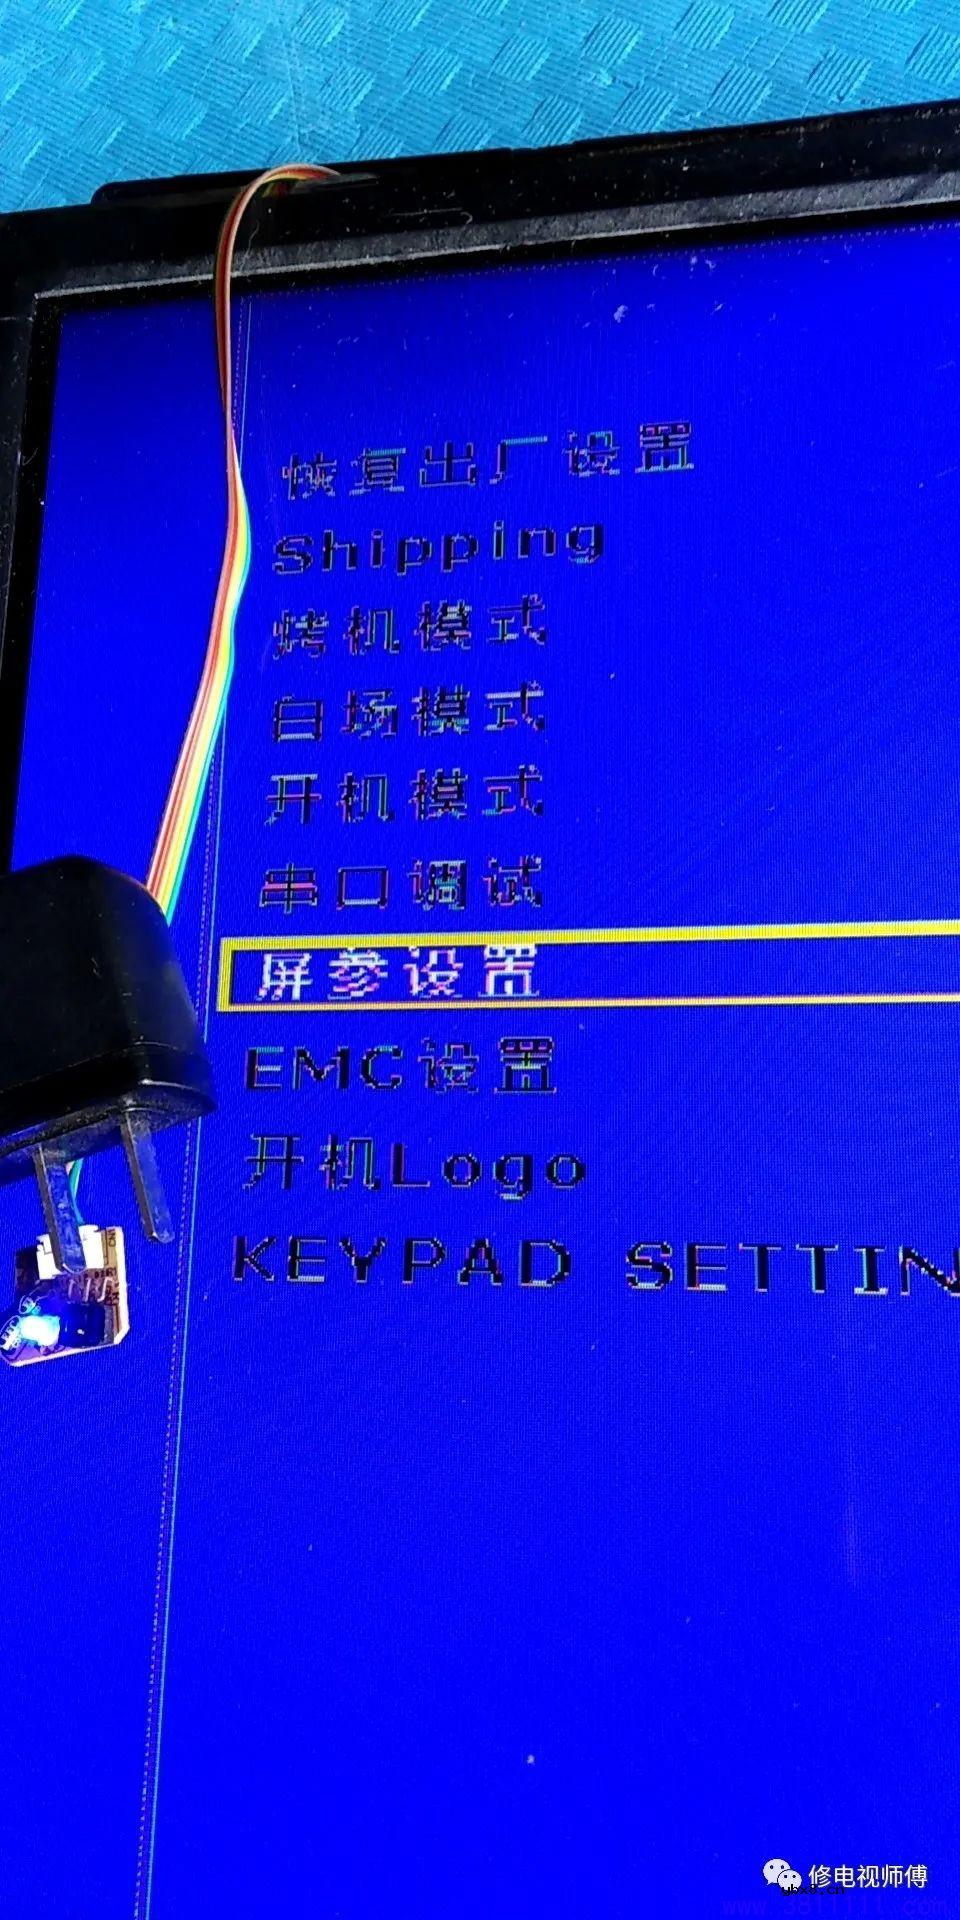 恢复出厂设置
Shipping
烤机模式
白场模式
开机模式
串口调试
屏参设置
EMC设置
开机Logo
KEYPAD SETTIN
修电视师傅
ybx8.cn